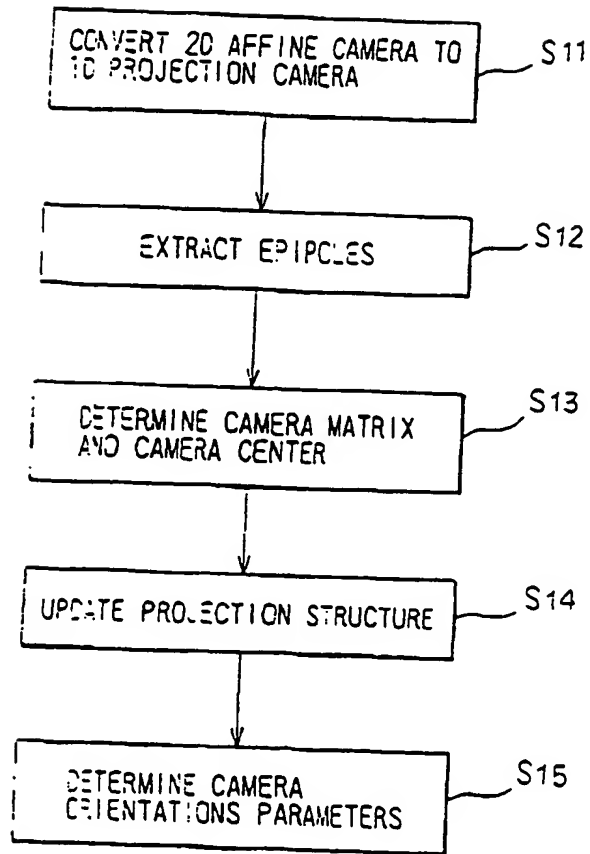 CONVERT 2D AFFINE CAMERA TO
1D PROJECTION CAMERA
S11
EXTRACT EPIPOLES
S12
DETERMINE CAMERA MATRIX
AND CAMERA CENTER
S13
UPDATE PROJECTION STRUCTURE
S14
DETERMINE CAMERA
ORIENTATIONS PARAMETERS
S15